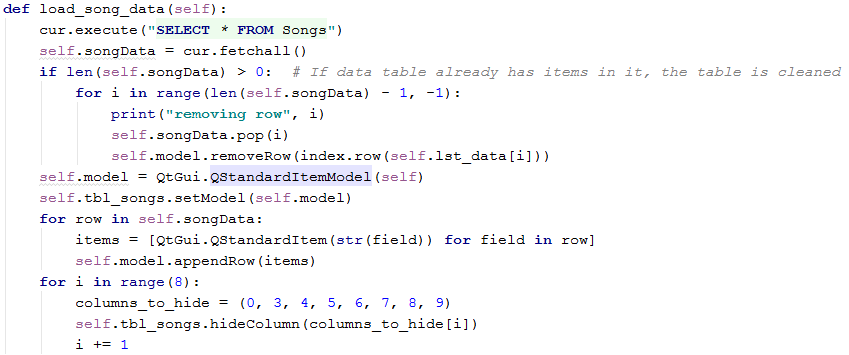 def load_song_data(self):
    cur.execute("SELECT * FROM Songs")
    self.songData = cur.fetchall()
    if len(self.songData) > 0:  # If data table already has items in it, the table is cleaned
        for i in range(len(self.songData) - 1, -1):
            print("removing row", i)
            self.songData.pop(i)
            self.model.removeRow(index.row(self.lst_data[i]))
    self.model = QtGui.QStandardItemModel(self)
    self.tbl_songs.setModel(self.model)
    for row in self.songData:
        items = [QtGui.QStandardItem(str(field)) for field in row]
        self.model.appendRow(items)
    for i in range(8):
        columns_to_hide = (0, 3, 4, 5, 6, 7, 8, 9)
        self.tbl_songs.hideColumn(columns_to_hide[i])
        i += 1